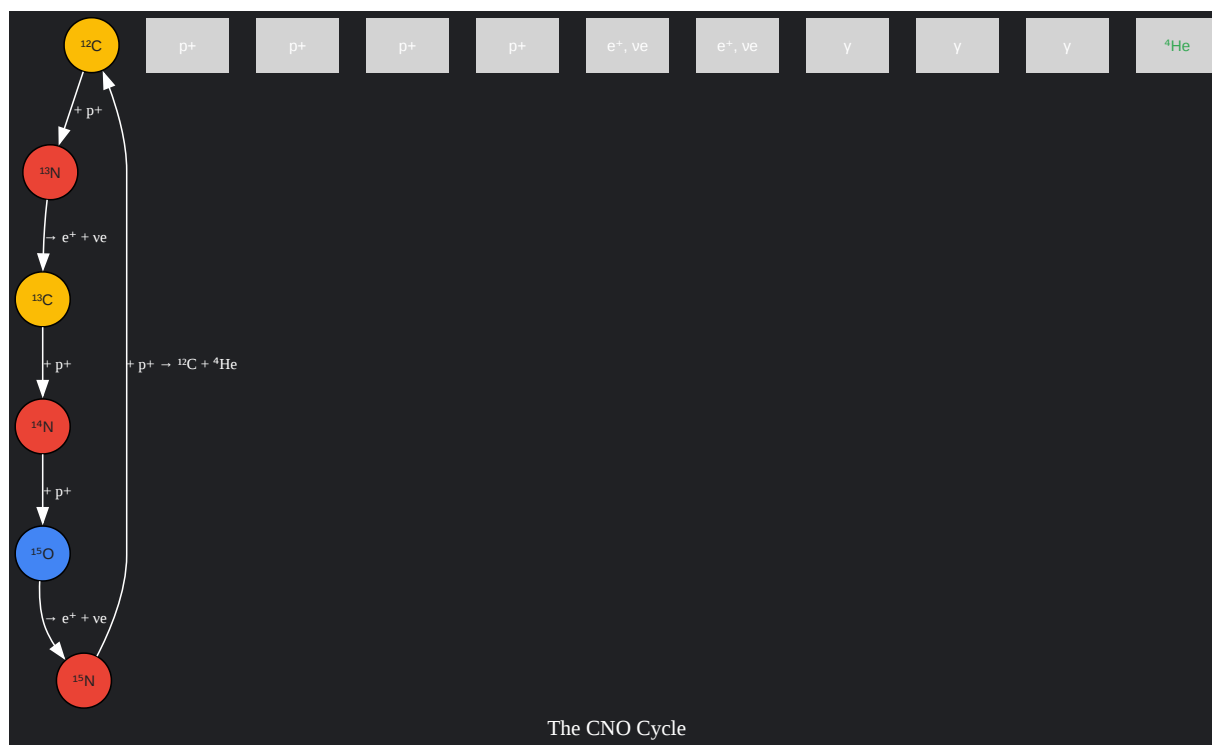 ¹²C
p+
p+
p+
p+
e⁺, νe
e⁺, νe
γ
γ
γ
⁴He
+ p+
¹³N
→ e⁺ + νe
¹³C
+ p+
+ p+ → ¹²C + ⁴He
¹⁴N
+ p+
¹⁵O
→ e⁺ + νe
¹⁵N
The CNO Cycle